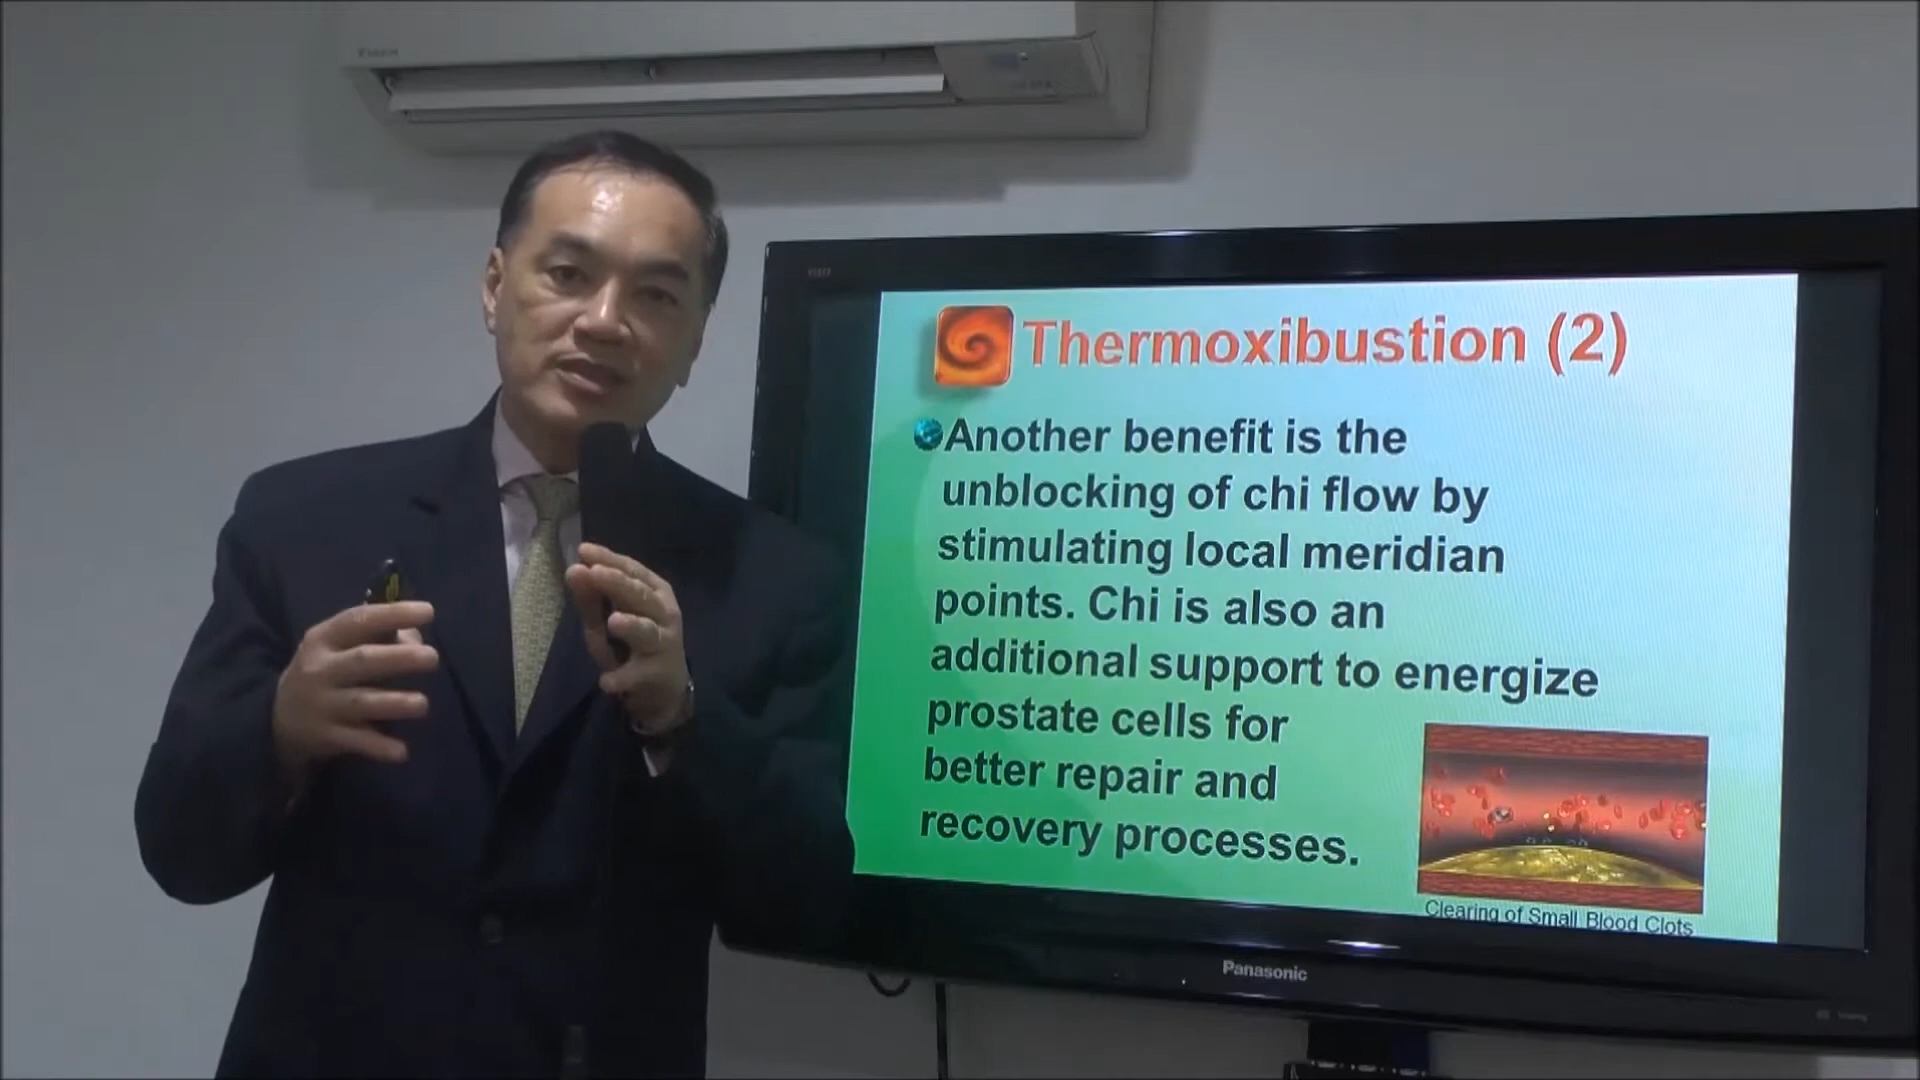 DAIKIN
Thermoxibustion (2)
Another benefit is the
unblocking of chi flow by
stimulating local meridian
points. Chi is also an
additional support to energize
prostate cells for
better repair and
recovery processes.
Clearing of Small Blood Clots
Panasonic